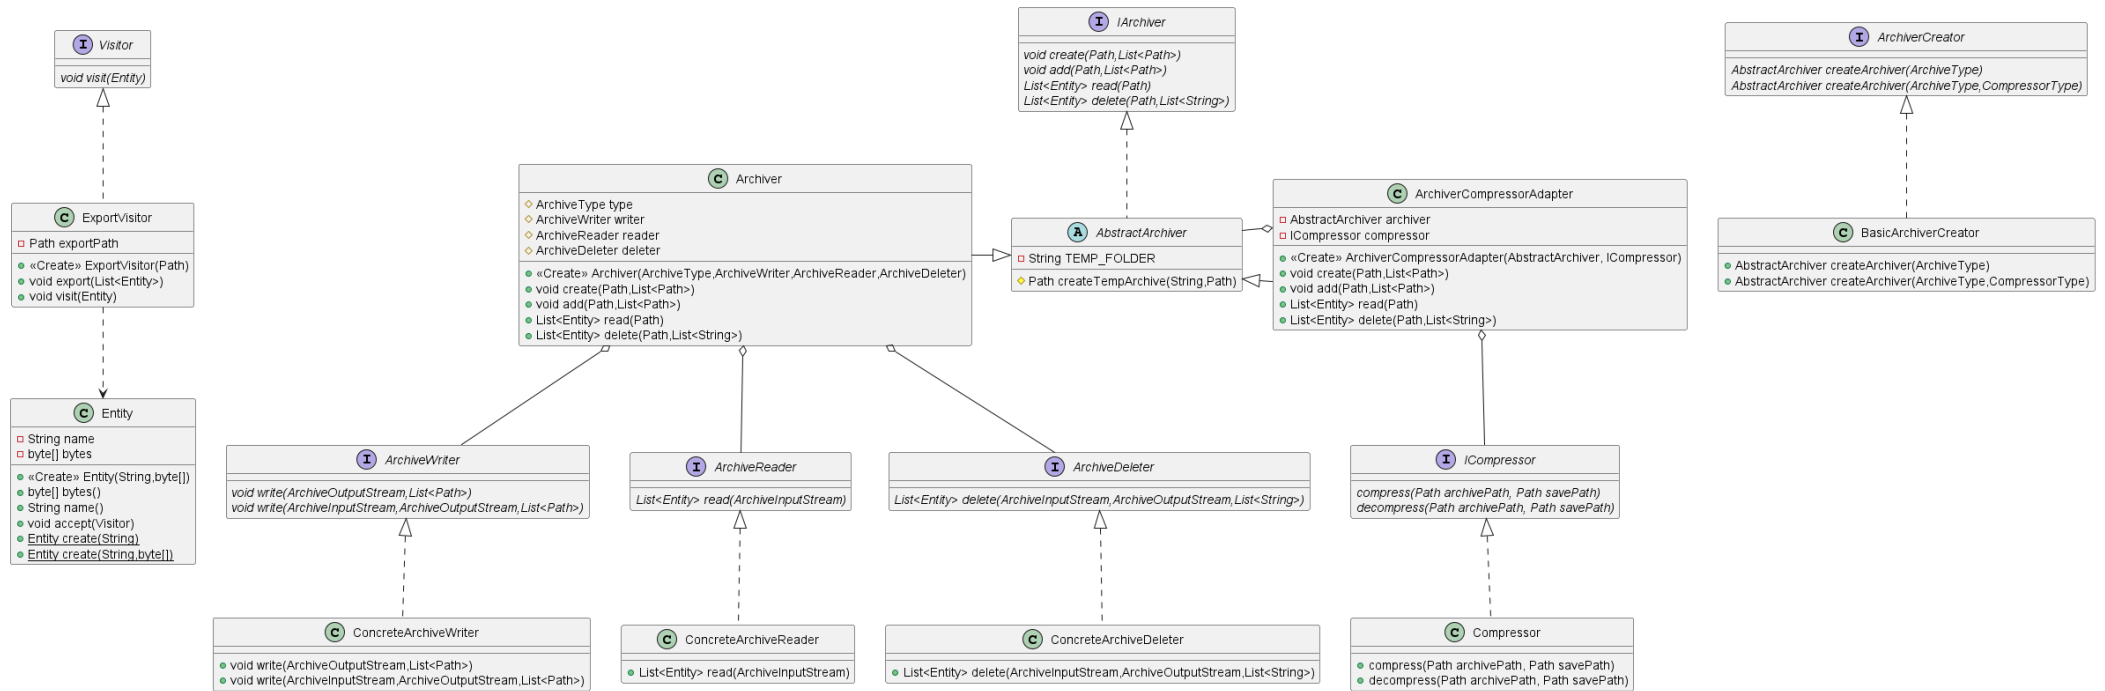 I Visitor
void visit(Entity)
C ExportVisitor
Path exportPath
«Create» ExportVisitor(Path)
void export(List<Entity>)
void visit(Entity)
C Entity
String name
byte[] bytes
«Create» Entity(String,byte[])
byte[] bytes()
String name()
void accept(Visitor)
Entity create(String)
Entity create(String,byte[])
I IArchiver
void create(Path,List<Path>)
void add(Path,List<Path>)
List<Entity> read(Path)
List<Entity> delete(Path,List<String>)
C Archiver
ArchiveType type
ArchiveWriter writer
ArchiveReader reader
ArchiveDeleter deleter
«Create» Archiver(ArchiveType,ArchiveWriter,ArchiveReader,ArchiveDeleter)
void create(Path,List<Path>)
void add(Path,List<Path>)
List<Entity> read(Path)
List<Entity> delete(Path,List<String>)
A AbstractArchiver
String TEMP_FOLDER
Path createTempArchive(String,Path)
C ArchiverCompressorAdapter
AbstractArchiver archiver
ICompressor compressor
«Create» ArchiverCompressorAdapter(AbstractArchiver, ICompressor)
void create(Path,List<Path>)
void add(Path,List<Path>)
List<Entity> read(Path)
List<Entity> delete(Path,List<String>)
I ArchiverCreator
AbstractArchiver createArchiver(ArchiveType)
AbstractArchiver createArchiver(ArchiveType,CompressorType)
C BasicArchiverCreator
AbstractArchiver createArchiver(ArchiveType)
AbstractArchiver createArchiver(ArchiveType,CompressorType)
I ArchiveWriter
void write(ArchiveOutputStream,List<Path>)
void write(ArchiveInputStream,ArchiveOutputStream,List<Path>)
I ArchiveReader
List<Entity> read(ArchiveInputStream)
I ArchiveDeleter
List<Entity> delete(ArchiveInputStream,ArchiveOutputStream,List<String>)
I ICompressor
compress(Path archivePath, Path savePath)
decompress(Path archivePath, Path savePath)
C ConcreteArchiveWriter
void write(ArchiveOutputStream,List<Path>)
void write(ArchiveInputStream,ArchiveOutputStream,List<Path>)
C ConcreteArchiveReader
List<Entity> read(ArchiveInputStream)
C ConcreteArchiveDeleter
List<Entity> delete(ArchiveInputStream,ArchiveOutputStream,List<String>)
C Compressor
compress(Path archivePath, Path savePath)
decompress(Path archivePath, Path savePath)